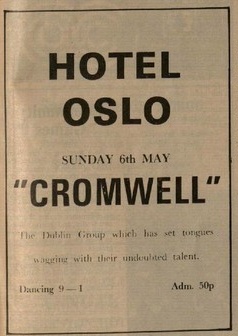 HOTEL
OSLO
SUNDAY 6th MAY
"CROMWELL"
The Dublin Group which has set tongues
wagging with their undoubted talent.
Dancing 9—1 Adm. 50p